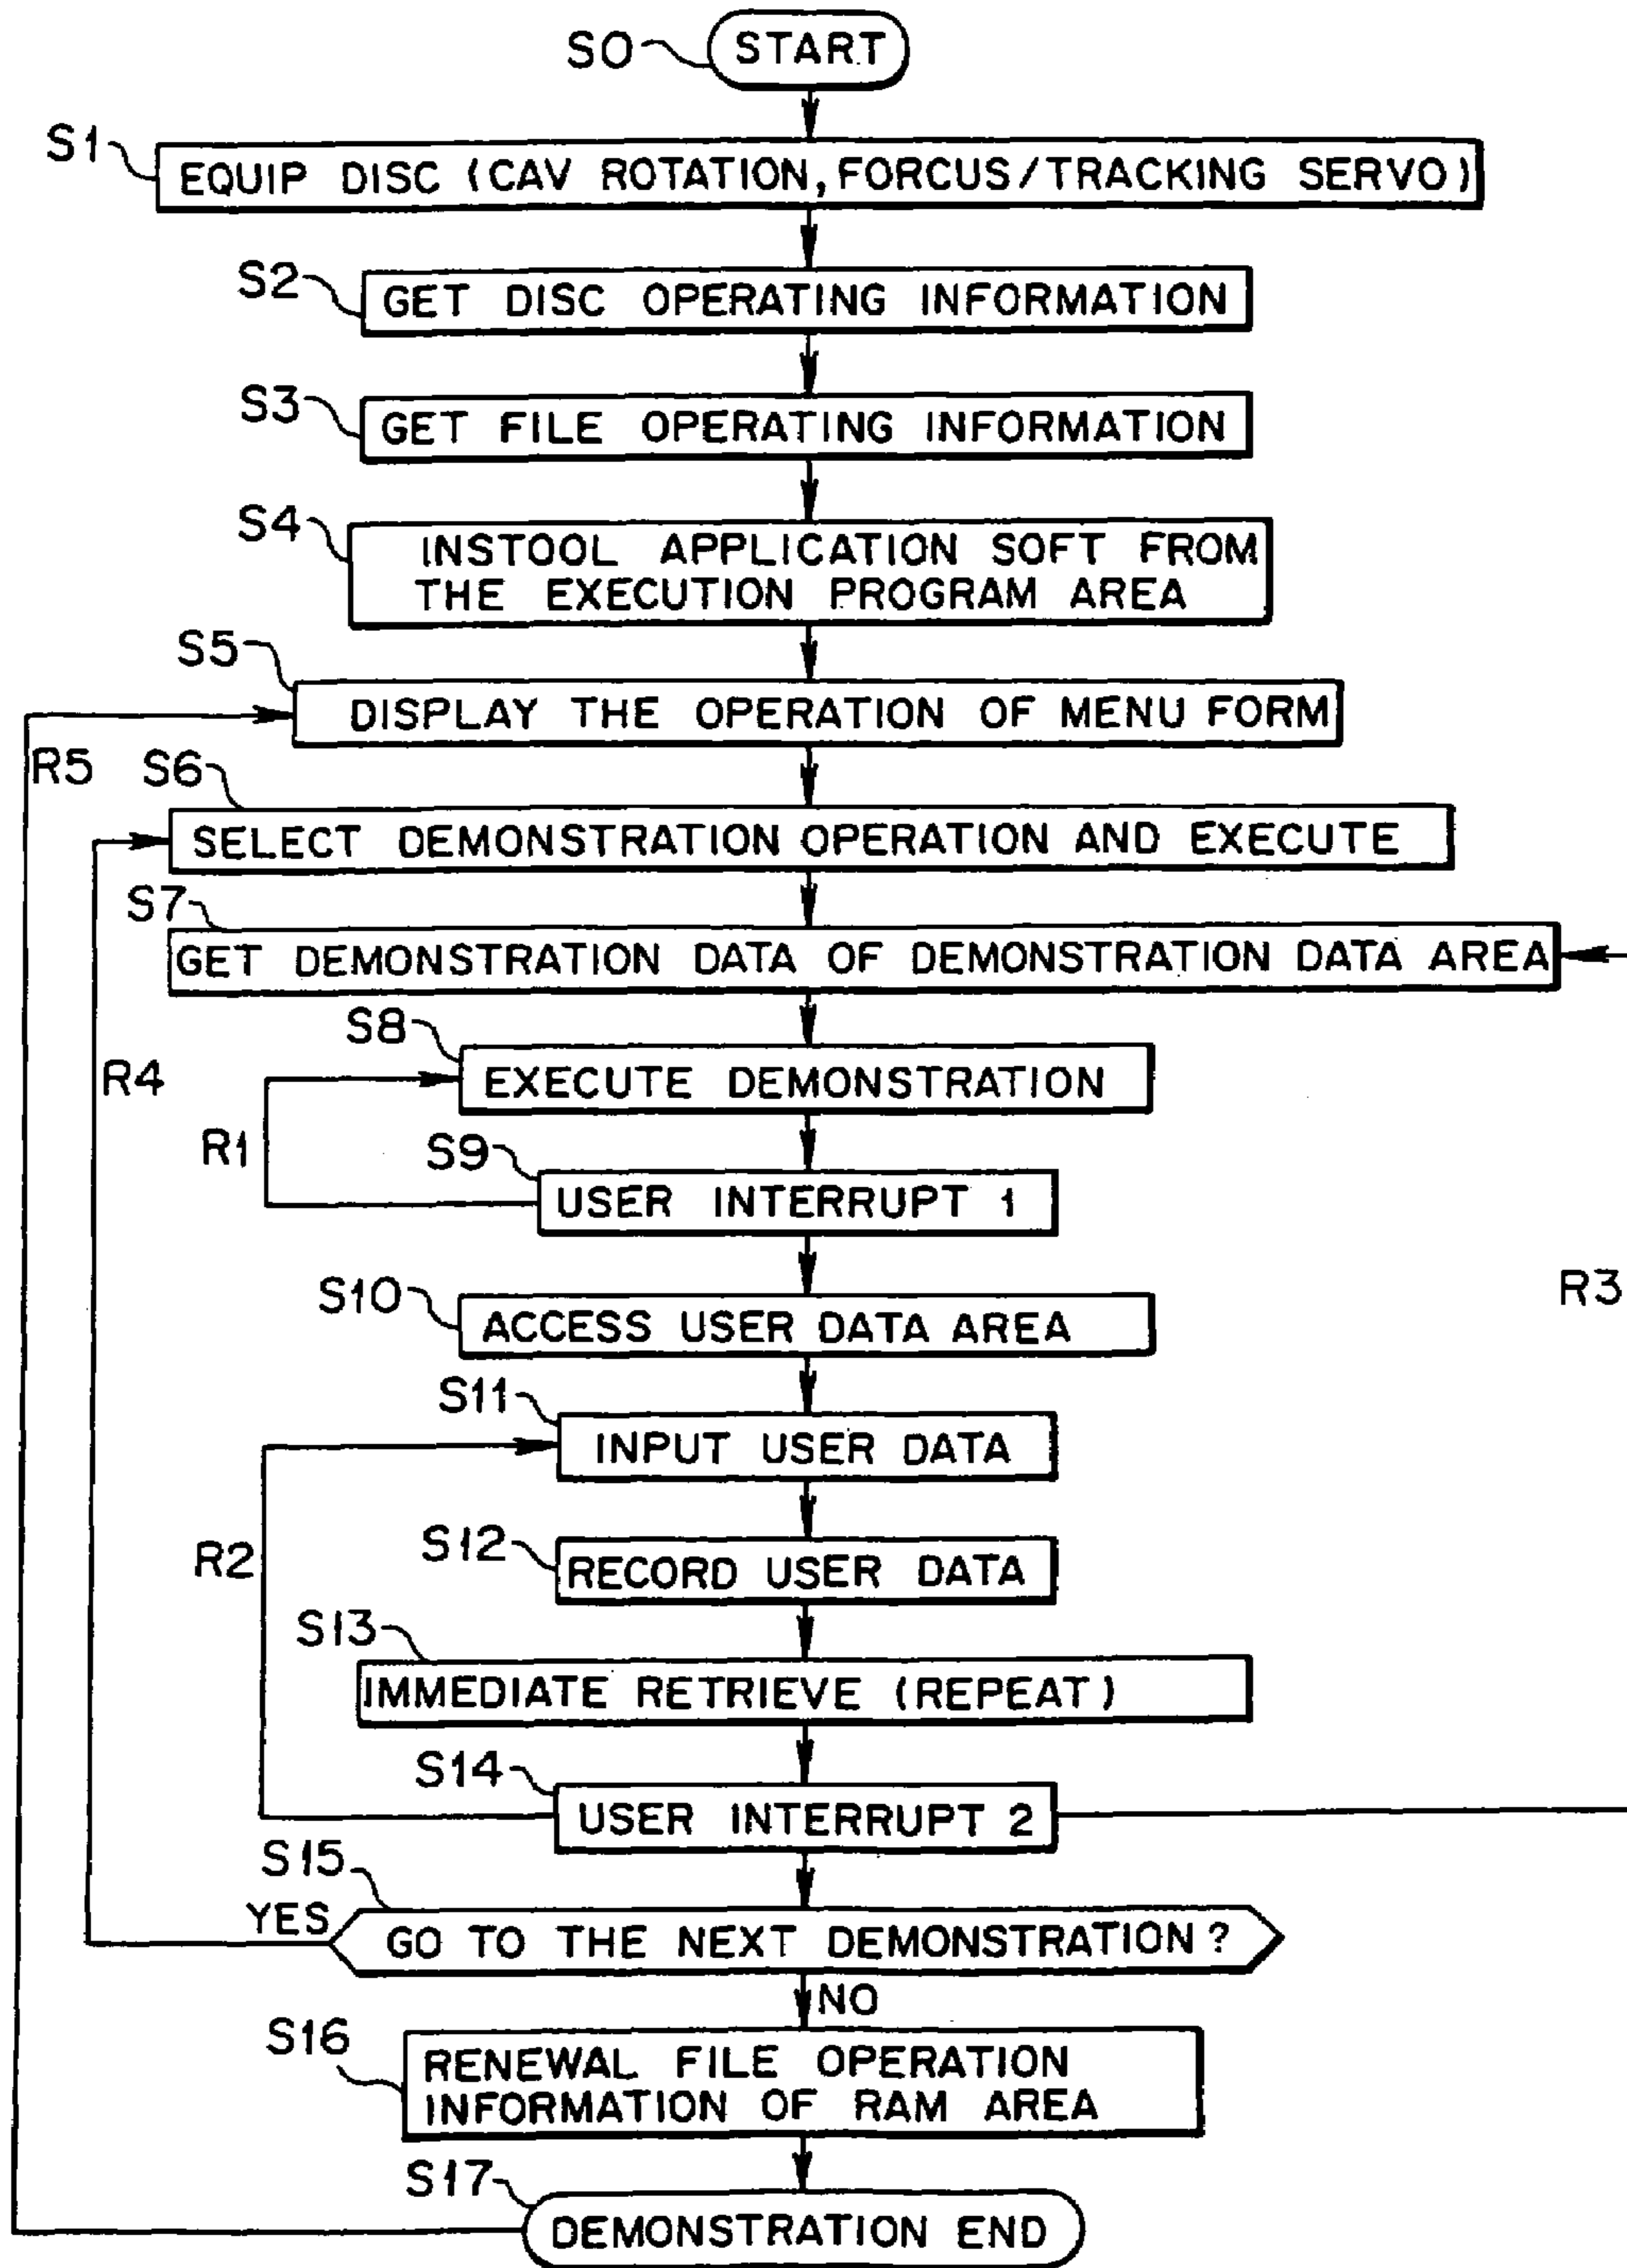 S0 START
S1 EQUIP DISC (CAV ROTATION, FORCUS/TRACKING SERVO)
S2 GET DISC OPERATING INFORMATION
S3 GET FILE OPERATING INFORMATION
S4 INSTOOL APPLICATION SOFT FROM
THE EXECUTION PROGRAM AREA
S5 DISPLAY THE OPERATION OF MENU FORM
R5
S6 SELECT DEMONSTRATION OPERATION AND EXECUTE
S7 GET DEMONSTRATION DATA OF DEMONSTRATION DATA AREA
S8 EXECUTE DEMONSTRATION
R4
R1
S9 USER INTERRUPT 1
R3
S10 ACCESS USER DATA AREA
S11 INPUT USER DATA
R2
S12 RECORD USER DATA
S13 IMMEDIATE RETRIEVE (REPEAT)
S14 USER INTERRUPT 2
S15 GO TO THE NEXT DEMONSTRATION?
YES
NO
S16 RENEWAL FILE OPERATION
INFORMATION OF RAM AREA
S17 DEMONSTRATION END